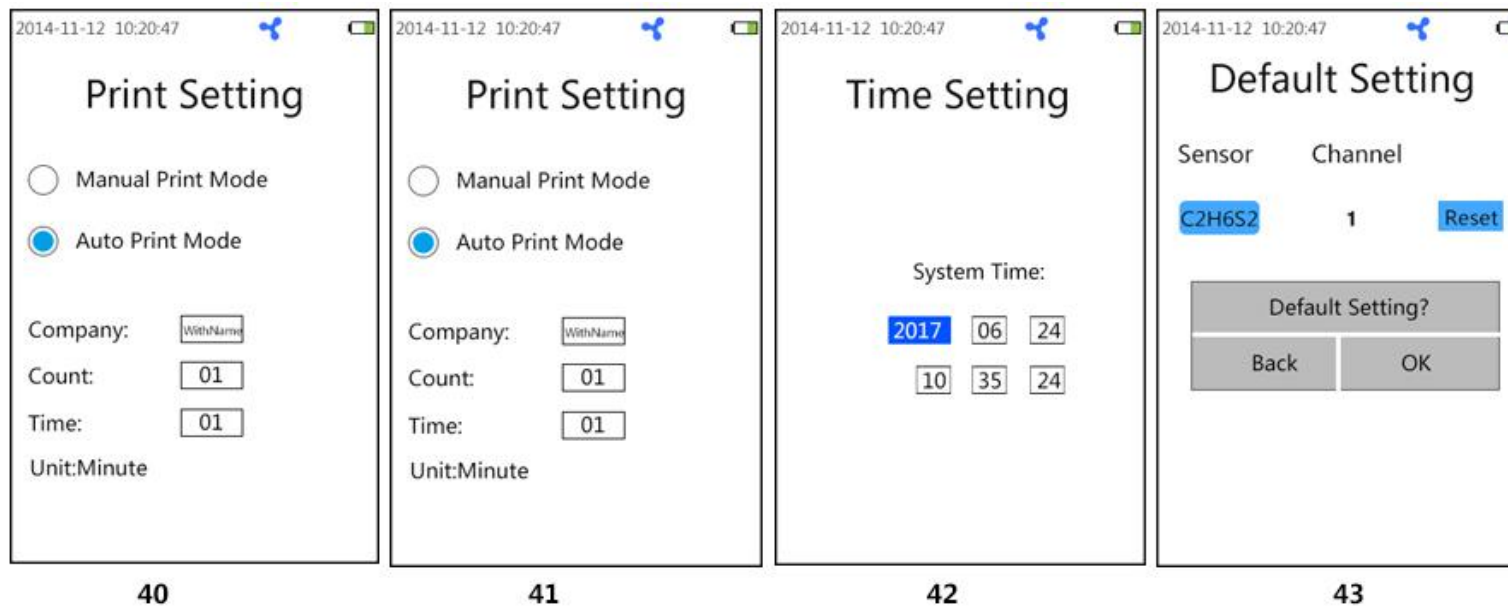 2014-11-12 10:20:47
Print Setting
Manual Print Mode
Auto Print Mode
Company: WithName
Count: 01
Time: 01
Unit:Minute
40
2014-11-12 10:20:47
Print Setting
Manual Print Mode
Auto Print Mode
Company: WithName
Count: 01
Time: 01
Unit:Minute
41
2014-11-12 10:20:47
Time Setting
System Time:
2017 06 24
10 35 24
42
2014-11-12 10:20:47
Default Setting
Sensor Channel
C2H6S2 1 Reset
Default Setting?
Back OK
43